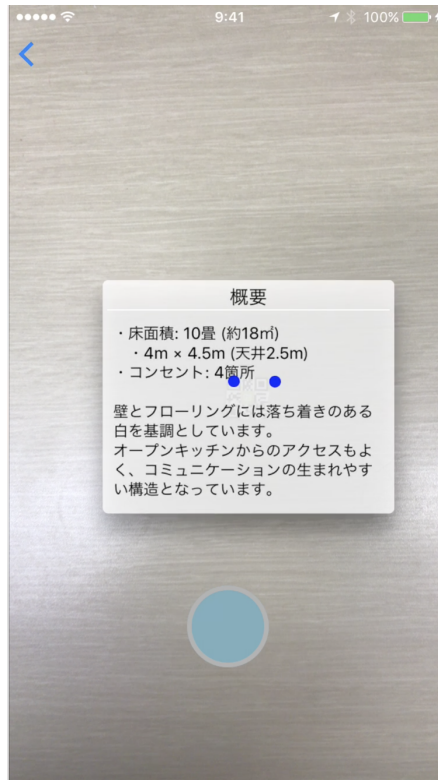 9:41
100%
概要
・床面積: 10畳 (約18㎡)
・4m × 4.5m (天井2.5m)
・コンセント: 4箇所
壁とフローリングには落ち着きのある
白を基調としています。
オープンキッチンからのアクセスもよ
く、コミュニケーションの生まれやす
い構造となっています。